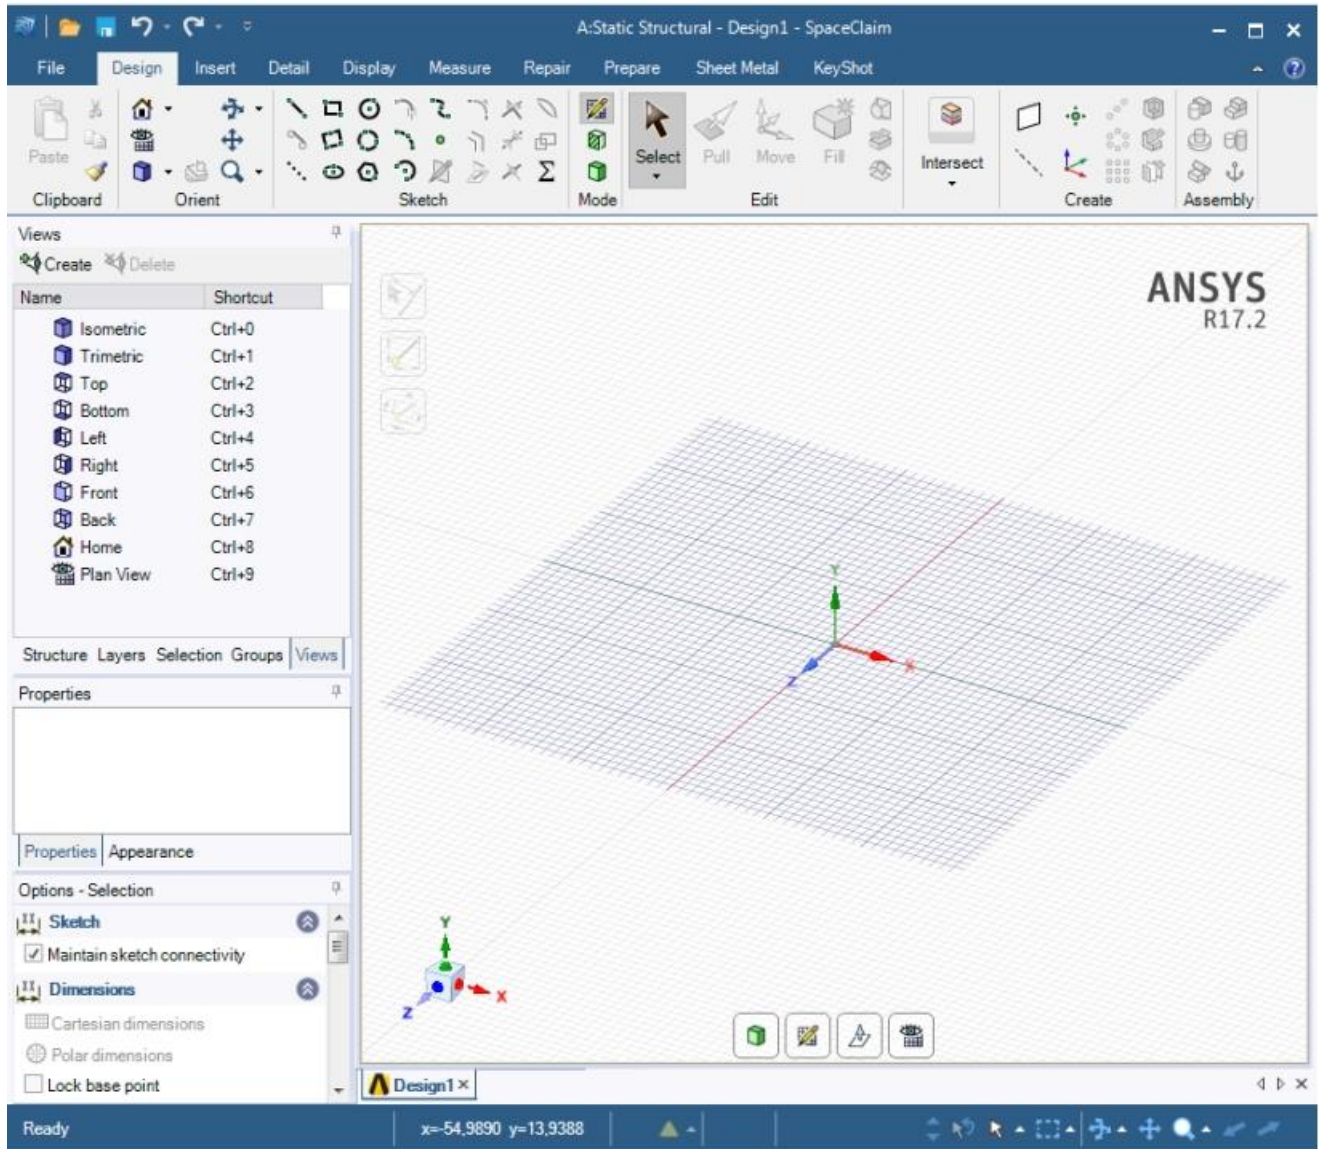 A:Static Structural - Design1 - SpaceClaim
File Design Insert Detail Display Measure Repair Prepare Sheet Metal KeyShot
Paste
Select Pull Move Fill
Intersect
Clipboard Orient Sketch Mode Edit Create Assembly
Views
Create Delete
Name Shortcut
Isometric Ctrl+0
Trimetric Ctrl+1
Top Ctrl+2
Bottom Ctrl+3
Left Ctrl+4
Right Ctrl+5
Front Ctrl+6
Back Ctrl+7
Home Ctrl+8
Plan View Ctrl+9
Structure Layers Selection Groups Views
Properties
Properties Appearance
Options - Selection
Sketch
Maintain sketch connectivity
Dimensions
Cartesian dimensions
Polar dimensions
Lock base point
ANSYS
R17.2
Y
X
Z
Y
X
Z
Design1
Ready x=-54,9890 y=13,9388